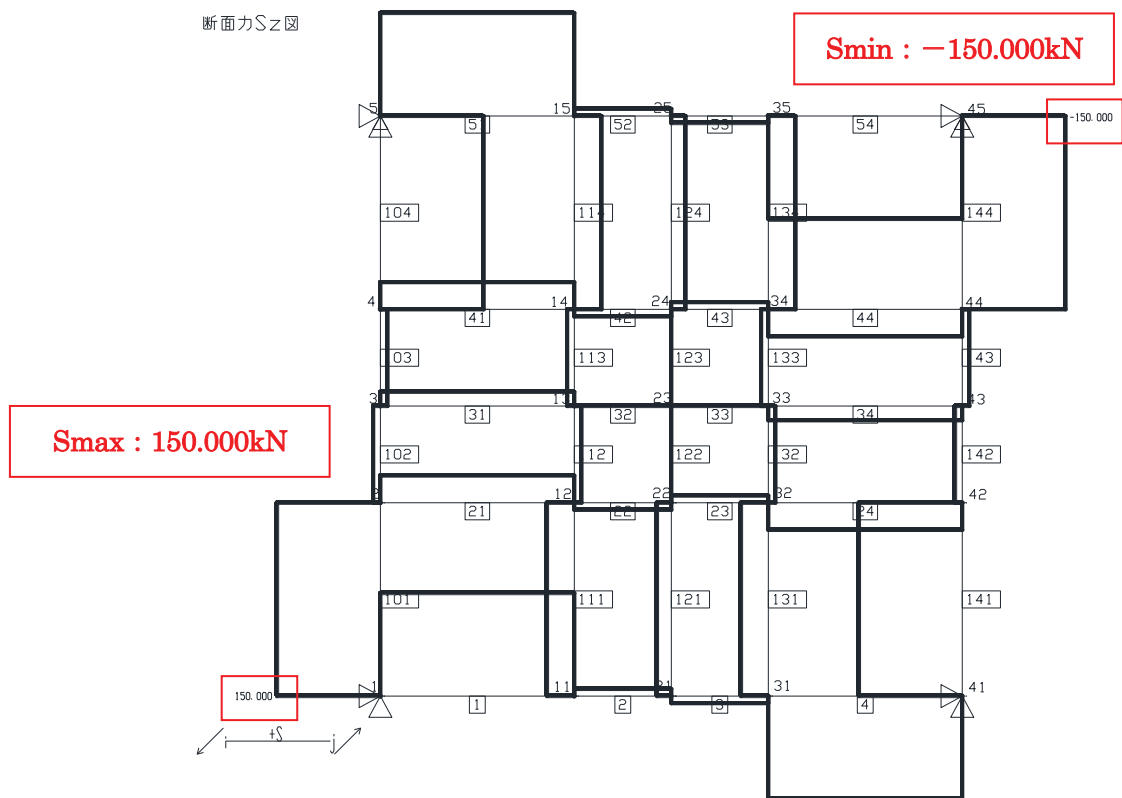 断面力Sz図
Smin：－150.000kN
5 15 25 35 45
-150.000
5 52 53 54
104 114 124 134 144
4 14 24 34 44
41 42 43 44
103 113 123 133 43
3 13 23 33 43
31 32 33 34
Smax：150.000kN
102 12 122 32 142
2 12 22 32 42
21 22 23 24
101 111 121 131 141
1 11 21 31 41
150.000
1 2 3 4
i +S j